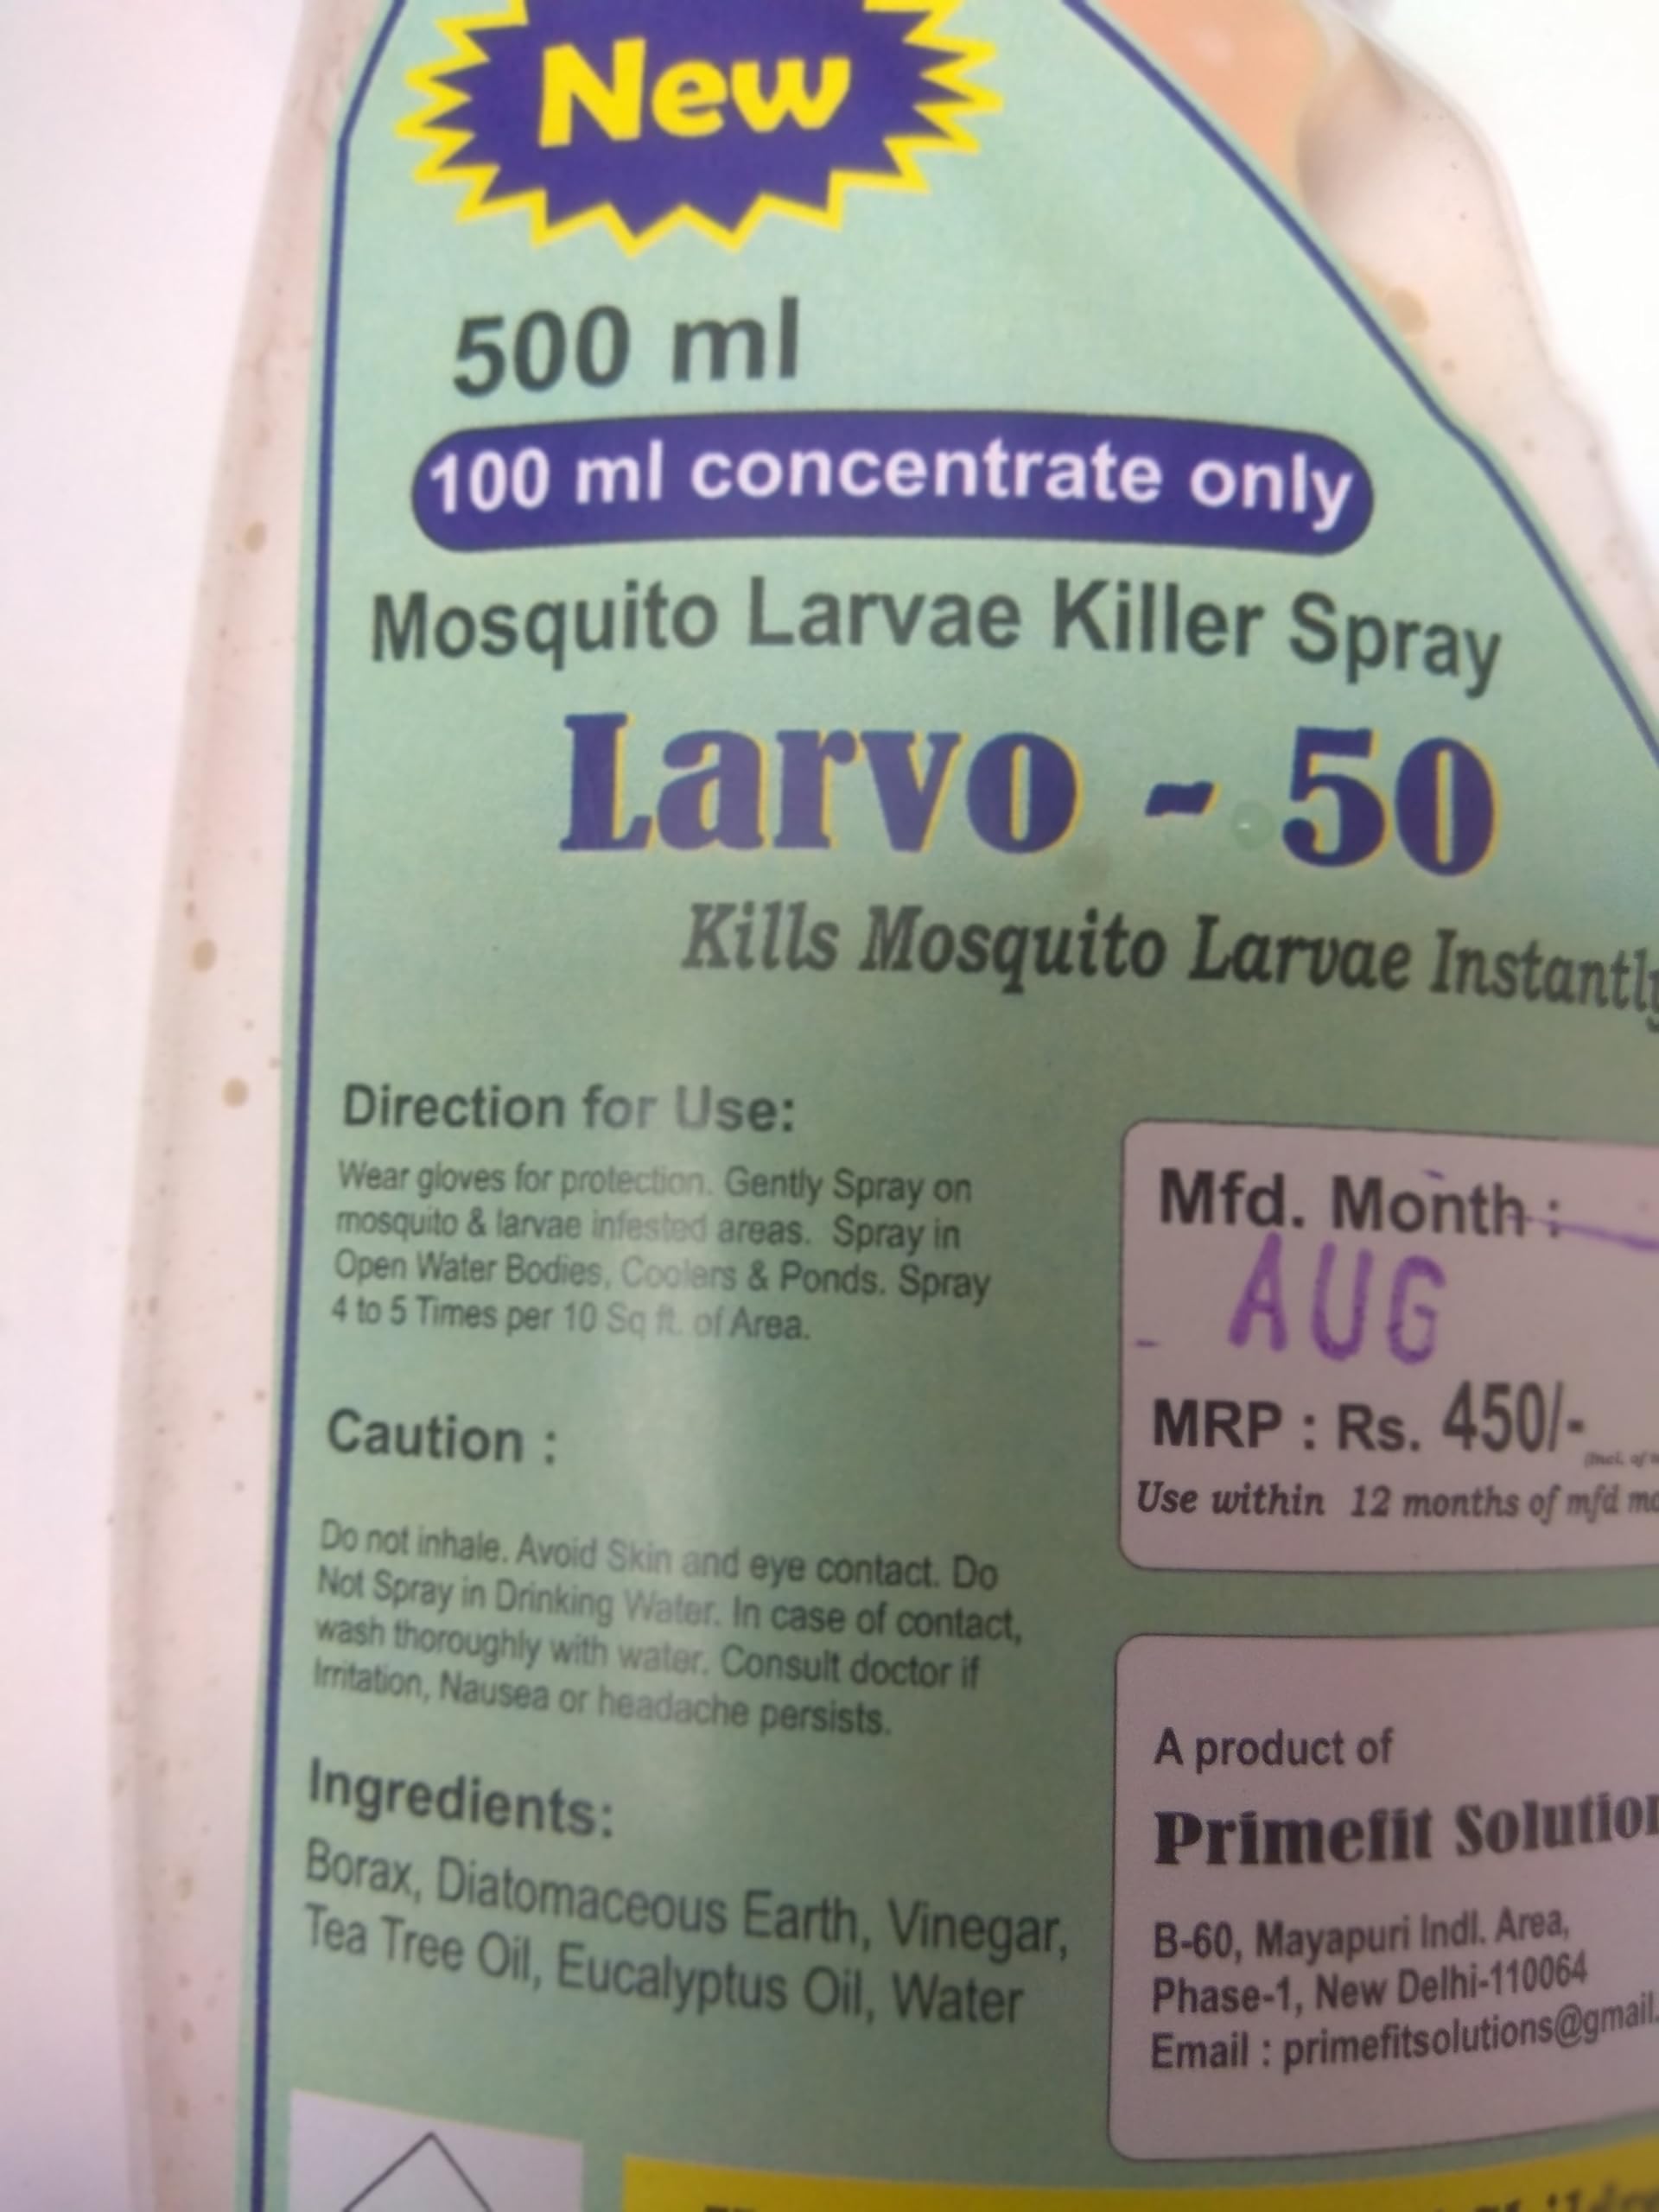 New
500 ml
100 ml concentrate only
Mosquito Larvae Killer Spray
Larvo - 50
Kills Mosquito Larvae Instantly
Direction for Use:
Wear gloves for protection. Gently Spray on
mosquito & larvae infested areas. Spray in
Open Water Bodies, Coolers & Ponds. Spray
4 to 5 Times per 10 Sq ft. of Area.
Caution :
Do not inhale. Avoid Skin and eye contact. Do
Not Spray in Drinking Water. In case of contact,
wash thoroughly with water. Consult doctor if
Irritation, Nausea or headache persists.
Ingredients:
Borax, Diatomaceous Earth, Vinegar,
Tea Tree Oil, Eucalyptus Oil, Water
Mfd. Month :
AUG
MRP : Rs. 450/-
Use within 12 months of mfd
A product of
Primefit Solution
B-60, Mayapuri Indl. Area,
Phase-1, New Delhi-110064
Email : primefitsolutions@gmail.